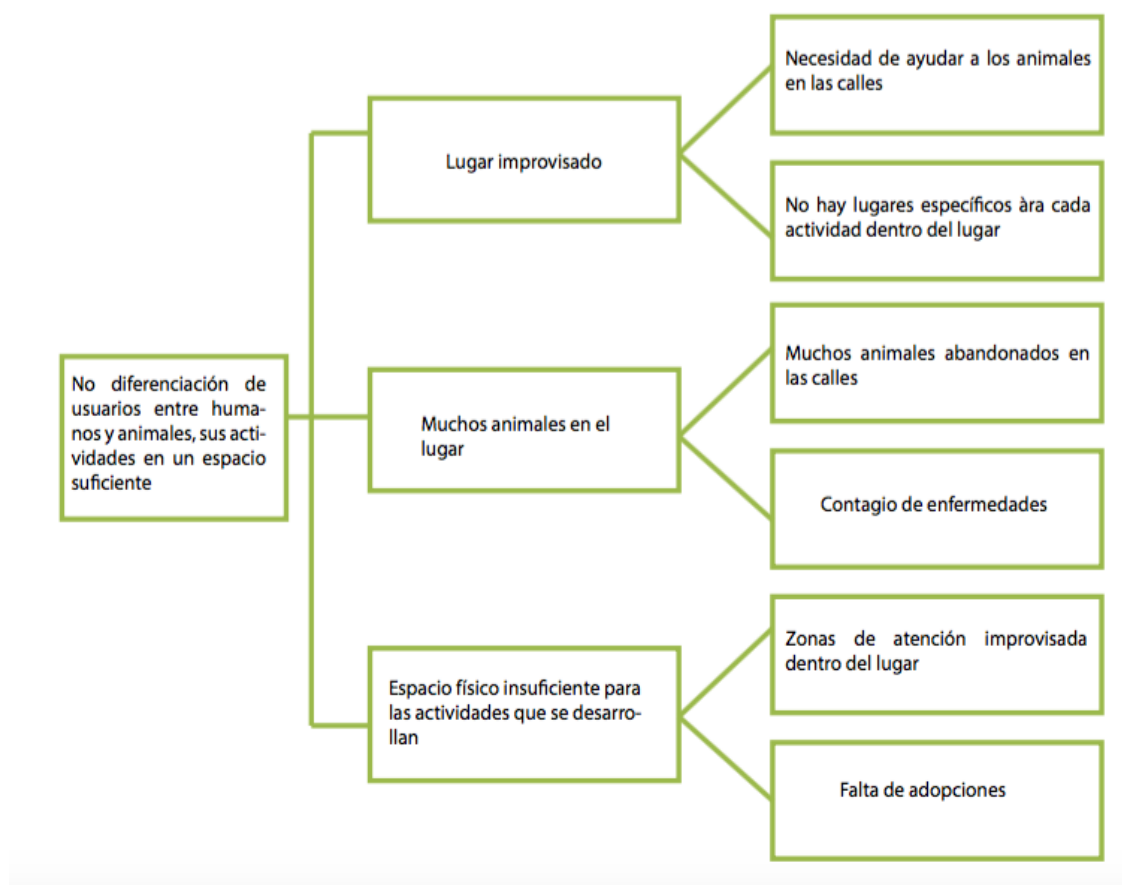 Necesidad de ayudar a los animales
en las calles
Lugar improvisado
No hay lugares específicos àra cada
actividad dentro del lugar
No diferenciación de
usuarios entre huma-
nos y animales, sus acti-
vidades en un espacio
suficiente
Muchos animales en el
lugar
Muchos animales abandonados en
las calles
Contagio de enfermedades
Espacio físico insuficiente para
las actividades que se desarro-
llan
Zonas de atención improvisada
dentro del lugar
Falta de adopciones